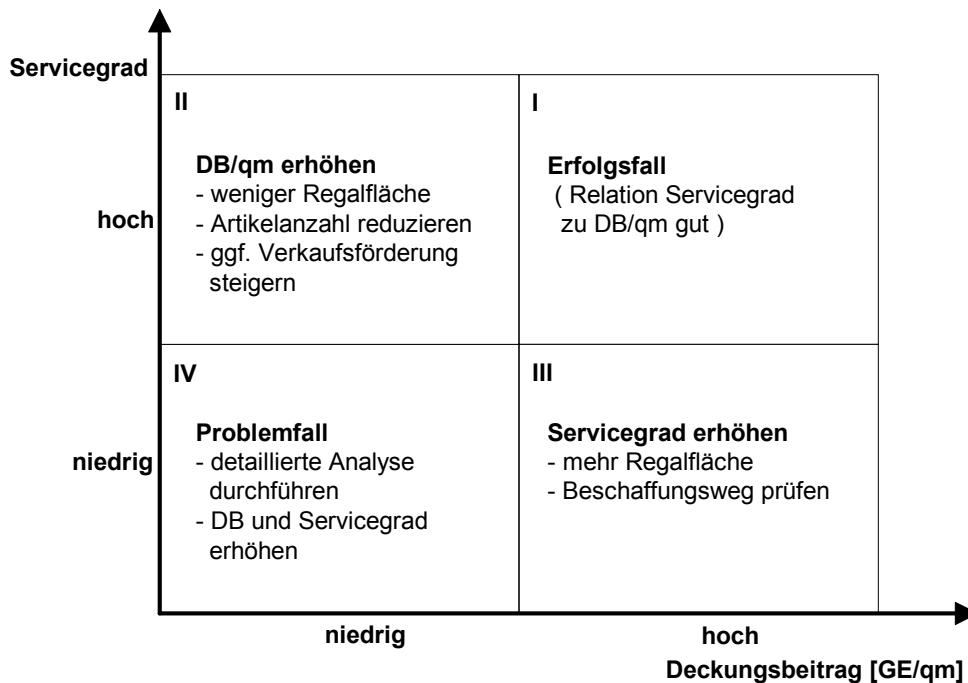 Servicegrad
II
DB/qm erhöhen
- weniger Regalfläche
- Artikelanzahl reduzieren
- ggf. Verkaufsförderung
steigern
I
Erfolgsfall
( Relation Servicegrad
zu DB/qm gut )
hoch
IV
Problemfall
- detaillierte Analyse
durchführen
- DB und Servicegrad
erhöhen
III
Servicegrad erhöhen
- mehr Regalfläche
- Beschaffungsweg prüfen
niedrig
niedrig
hoch
Deckungsbeitrag [GE/qm]